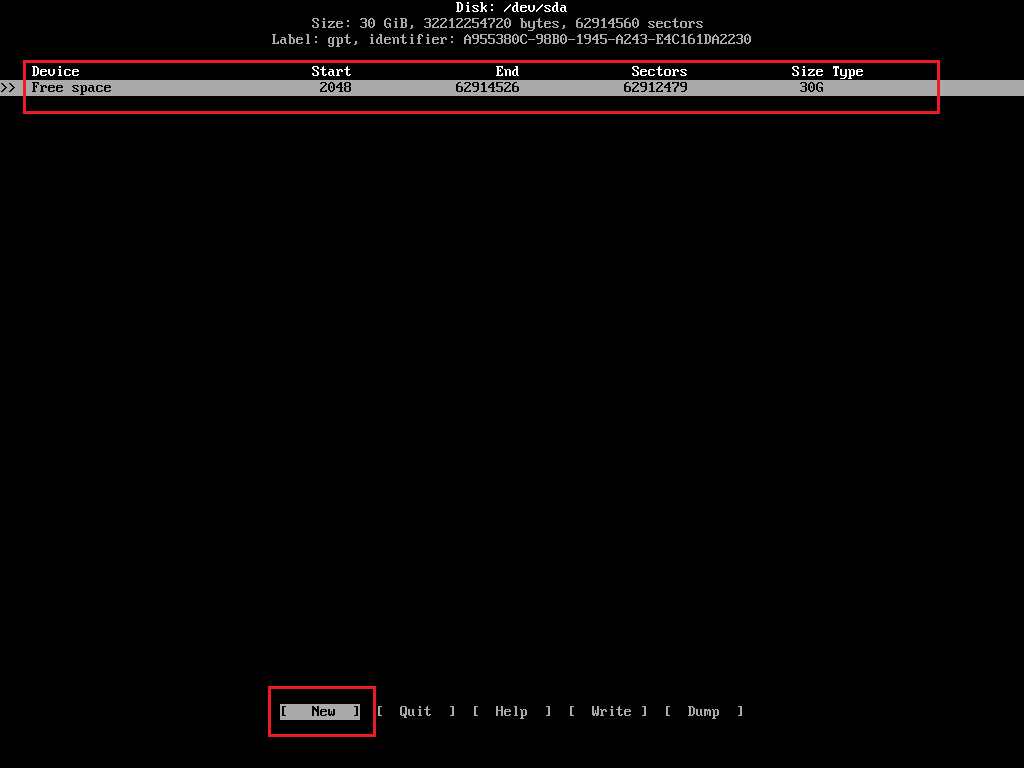 Disk: /dev/sda
Size: 30 GiB, 32212254720 bytes, 62914560 sectors
Label: gpt, identifier: A955380C-98B0-1945-A243-E4C161DA2230
Device Start End Sectors Size Type
>> Free space 2048 62914526 62912479 30G
[ New ] [ Quit ] [ Help ] [ Write ] [ Dump ]